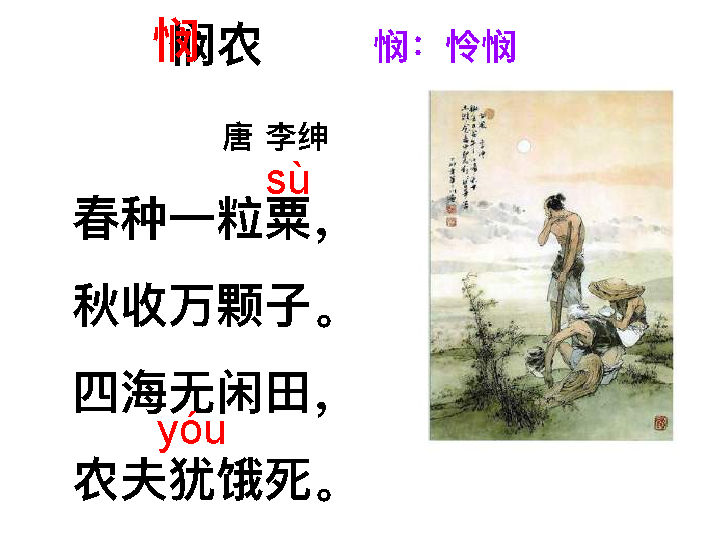 悯农
悯：怜悯
唐 李绅
sù
春种一粒粟，
秋收万颗子。
四海无闲田，
yóu
农夫犹饿死。